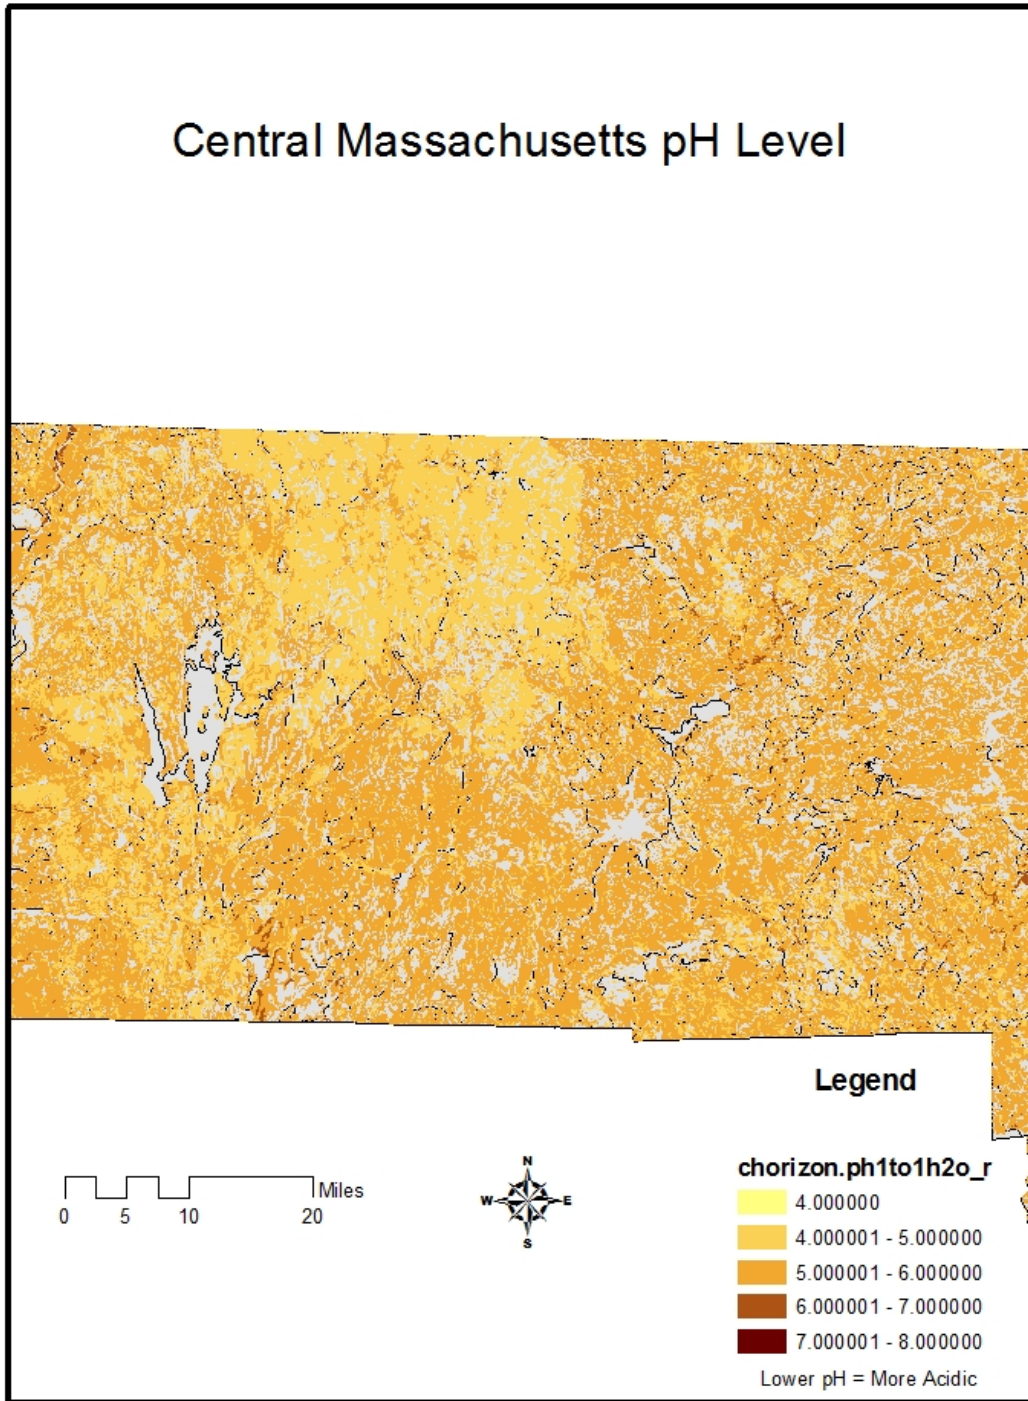 Central Massachusetts pH Level
Legend
chorizon.ph1to1h2o_r
4.000000
4.000001 - 5.000000
5.000001 - 6.000000
6.000001 - 7.000000
7.000001 - 8.000000
Lower pH = More Acidic
Miles
0 5 10 20
N
W E
S